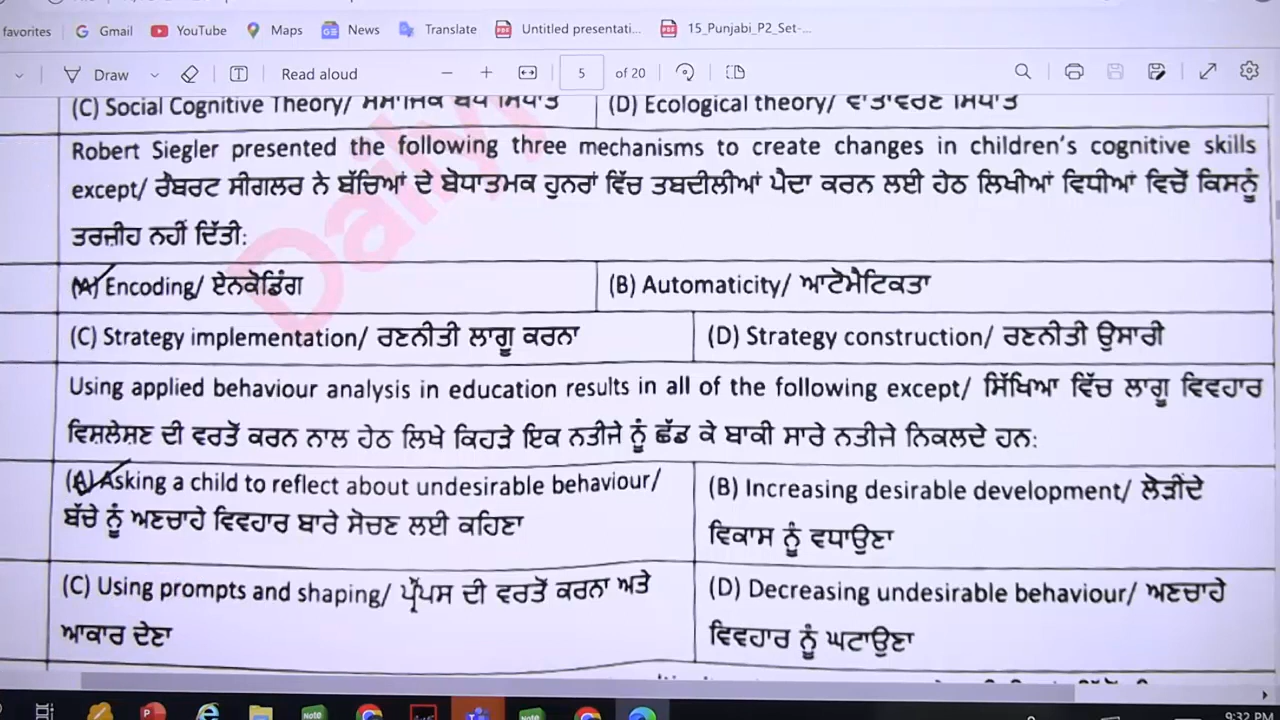 favorites Gmail YouTube Maps News Translate Untitled presentati... 15_Punjabi_P2_Set-...
Draw Read aloud 5 of 20
(C) Social Cognitive Theory/ ਸਮਾਜਿਕ ਬੋਧ ਸਿਧਾਂਤ (D) Ecological theory/ ਵਾਤਾਵਰਣ ਸਿਧਾਂਤ
Robert Siegler presented the following three mechanisms to create changes in children's cognitive skills
except/ ਰੌਬਰਟ ਸੀਗਲਰ ਨੇ ਬੱਚਿਆਂ ਦੇ ਬੋਧਾਤਮਕ ਹੁਨਰਾਂ ਵਿੱਚ ਤਬਦੀਲੀਆਂ ਪੈਦਾ ਕਰਨ ਲਈ ਹੇਠ ਲਿਖੀਆਂ ਵਿਧੀਆਂ ਵਿਚੋਂ ਕਿਸਨੂੰ
ਤਰਜ਼ੀਹ ਨਹੀਂ ਦਿੱਤੀ:
(A) Encoding/ ਏਨਕੋਡਿੰਗ (B) Automaticity/ ਆਟੋਮੈਟਿਕਤਾ
(C) Strategy implementation/ ਰਣਨੀਤੀ ਲਾਗੂ ਕਰਨਾ (D) Strategy construction/ ਰਣਨੀਤੀ ਉਸਾਰੀ
Using applied behaviour analysis in education results in all of the following except/ ਸਿੱਖਿਆ ਵਿੱਚ ਲਾਗੂ ਵਿਵਹਾਰ
ਵਿਸ਼ਲੇਸ਼ਣ ਦੀ ਵਰਤੋਂ ਕਰਨ ਨਾਲ ਹੇਠ ਲਿਖੇ ਕਿਹੜੇ ਇਕ ਨਤੀਜੇ ਨੂੰ ਛੱਡ ਕੇ ਬਾਕੀ ਸਾਰੇ ਨਤੀਜੇ ਨਿਕਲਦੇ ਹਨ:
(A) Asking a child to reflect about undesirable behaviour/ (B) Increasing desirable development/ ਲੋੜੀਂਦੇ
ਬੱਚੇ ਨੂੰ ਅਣਚਾਹੇ ਵਿਵਹਾਰ ਬਾਰੇ ਸੋਚਣ ਲਈ ਕਹਿਣਾ ਵਿਕਾਸ ਨੂੰ ਵਧਾਉਣਾ
(C) Using prompts and shaping/ ਪ੍ਰੌਂਪਸ ਦੀ ਵਰਤੋਂ ਕਰਨਾ ਅਤੇ (D) Decreasing undesirable behaviour/ ਅਣਚਾਹੇ
ਆਕਾਰ ਦੇਣਾ ਵਿਵਹਾਰ ਨੂੰ ਘਟਾਉਣਾ
9:32 PM